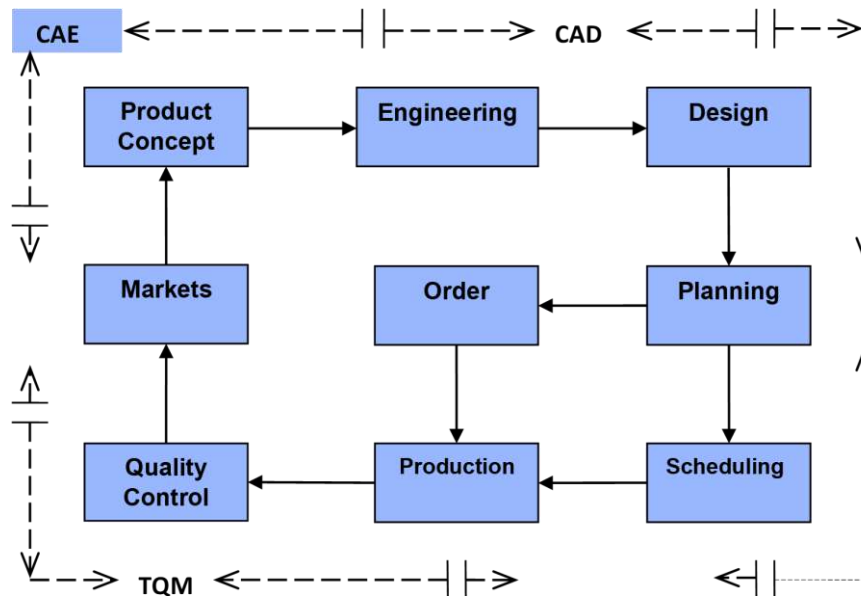 CAE
CAD
Product
Concept
Engineering
Design
Markets
Order
Planning
Quality
Control
Production
Scheduling
TQM